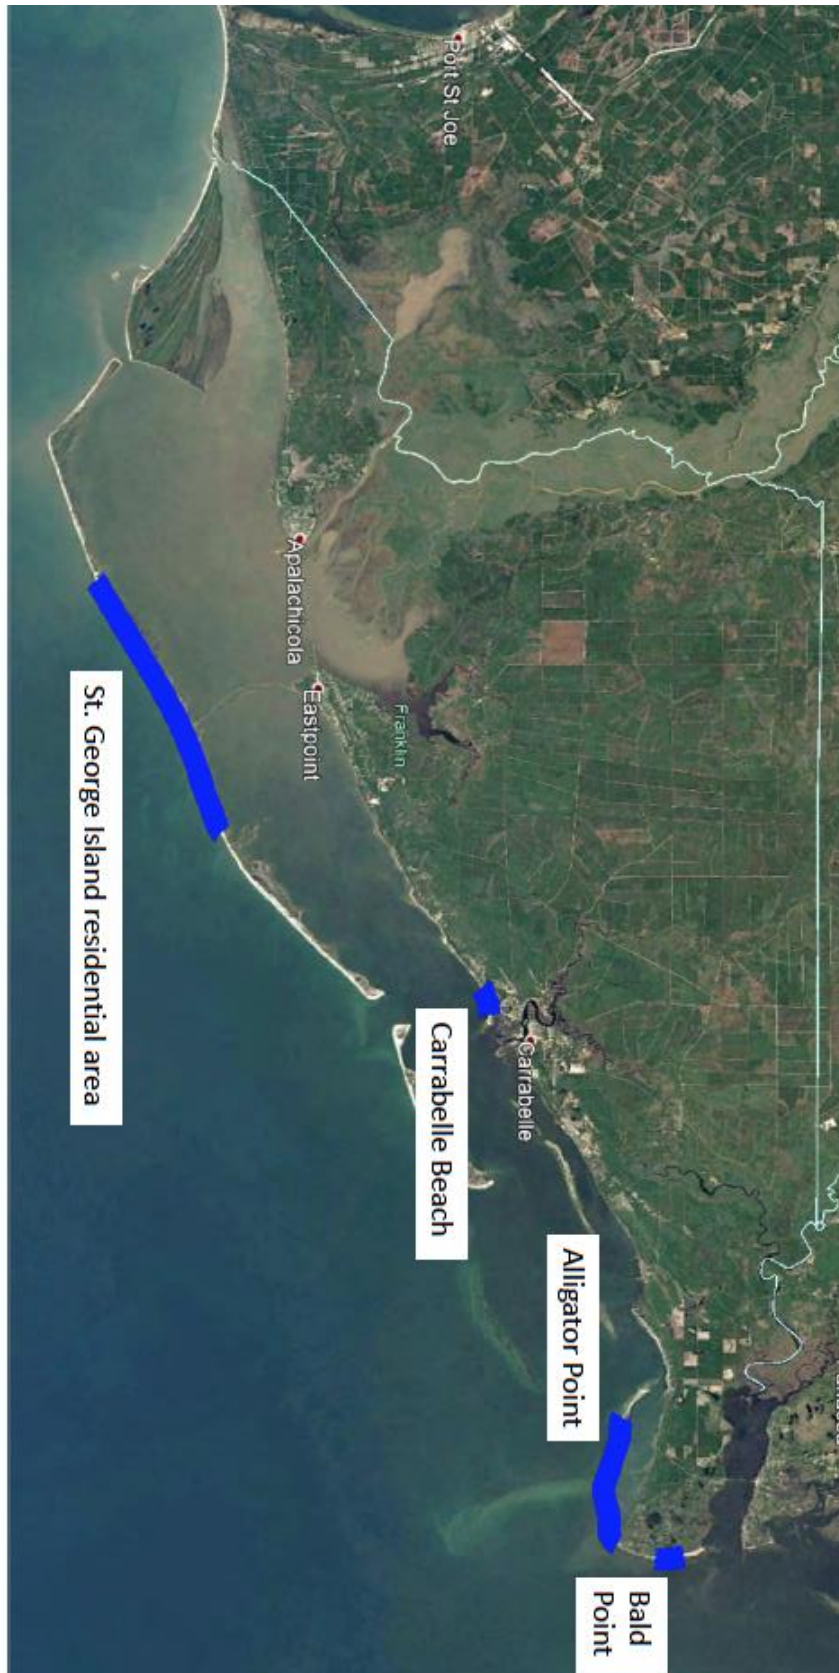 Port St Joe
Apalachicola
Eastpoint
Franklin
Carrabelle
St. George Island residential area
Carrabelle Beach
Alligator Point
Bald
Point